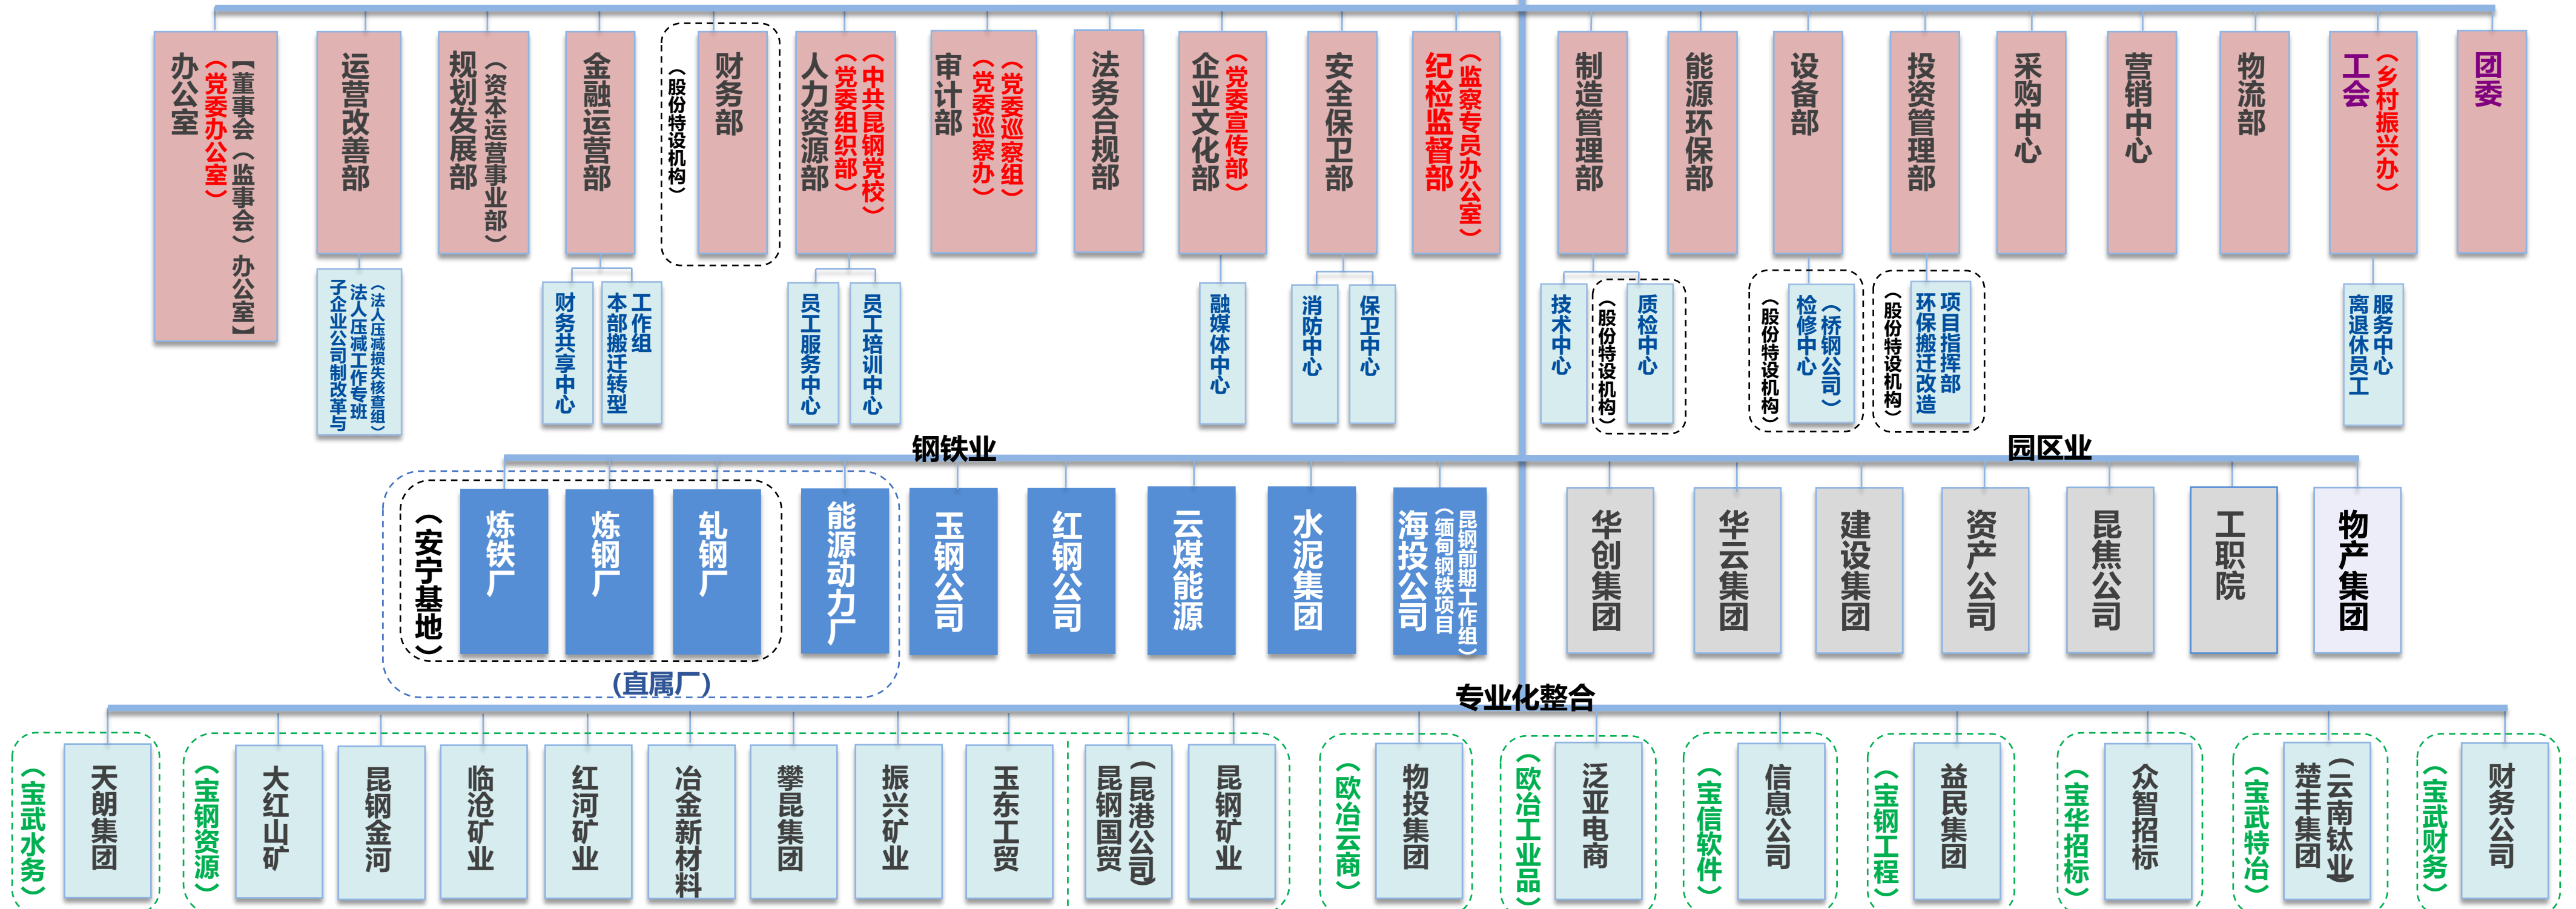 办公室
（党委办公室）
【董事会（监事会）办公室】
运营改善部
规划发展部
（资本运营事业部）
金融运营部
（股份特设机构）
财务部
人力资源部
（党委组织部）
（中共昆钢党校）
审计部
（党委巡察办）
（党委巡察组）
法务合规部
企业文化部
（党委宣传部）
安全保卫部
纪检监督部
（监察专员办公室）
制造管理部
能源环保部
设备部
投资管理部
采购中心
营销中心
物流部
工会
（乡村振兴办）
团委
子企业公司制改革与
法人压减工作专班
（法人压减损失核查组）
财务共享中心
本部搬迁转型
工作组
员工服务中心
员工培训中心
融媒体中心
消防中心
保卫中心
技术中心
（股份特设机构）
质检中心
（股份特设机构）
检修中心
（桥钢公司）
（股份特设机构）
环保搬迁改造
项目指挥部
离退休员工
服务中心
钢铁业
园区业
（安宁基地）
炼铁厂
炼钢厂
轧钢厂
能源动力厂
玉钢公司
红钢公司
云煤能源
水泥集团
海投公司
（缅甸钢铁项目
昆钢前期工作组）
华创集团
华云集团
建设集团
资产公司
昆焦公司
工职院
物产集团
(直属厂)
专业化整合
（宝武水务）
天朗集团
（宝钢资源）
大红山矿
昆钢金河
临沧矿业
红河矿业
冶金新材料
攀昆集团
振兴矿业
玉东工贸
昆钢国贸
（昆港公司）
昆钢矿业
（欧冶云商）
物投集团
（欧冶工业品）
泛亚电商
（宝信软件）
信息公司
（宝钢工程）
益民集团
（宝华招标）
众智招标
（宝武特冶）
楚丰集团
（云南钛业）
（宝武财务）
财务公司